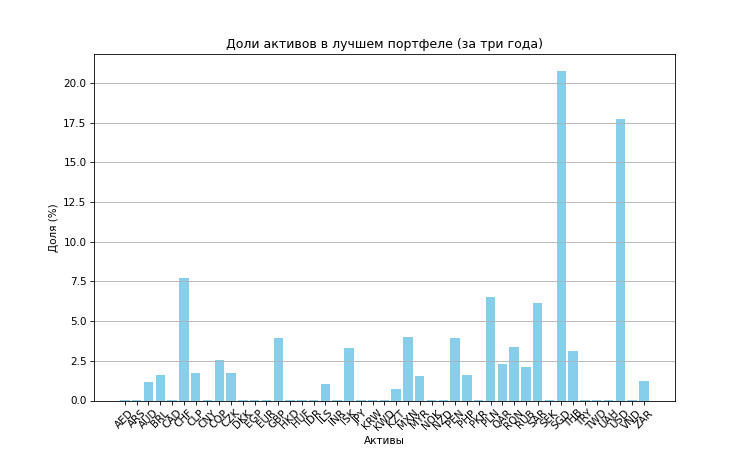 Доли активов в лучшем портфеле (за три года)
Доля (%)
20.0
17.5
15.0
12.5
10.0
7.5
5.0
2.5
0.0
AED ARS AUD BRL CAD CHF CLP CNY COP CZK DKK EGP EUR GBP HKD HUF IDR ILS INR ISK JPY KRW KWD KZT MXN MYR NOK NZD PEN PHP PKR PLN QAR RON RUB SAR SEK SGD THB TRY TWD UAH USD VND ZAR
Активы